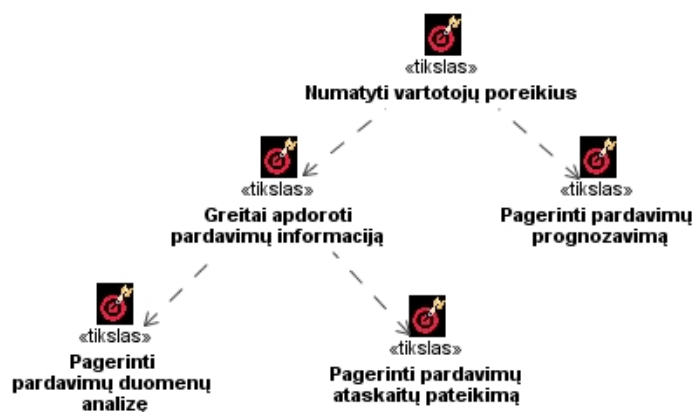 «tikslas»
Numatyti vartotojų poreikius
«tikslas»
Greitai apdoroti
pardavimų informaciją
«tikslas»
Pagerinti pardavimų
prognozavimą
«tikslas»
Pagerinti
pardavimų duomenų
analizę
«tikslas»
Pagerinti pardavimų
ataskaitų pateikimą